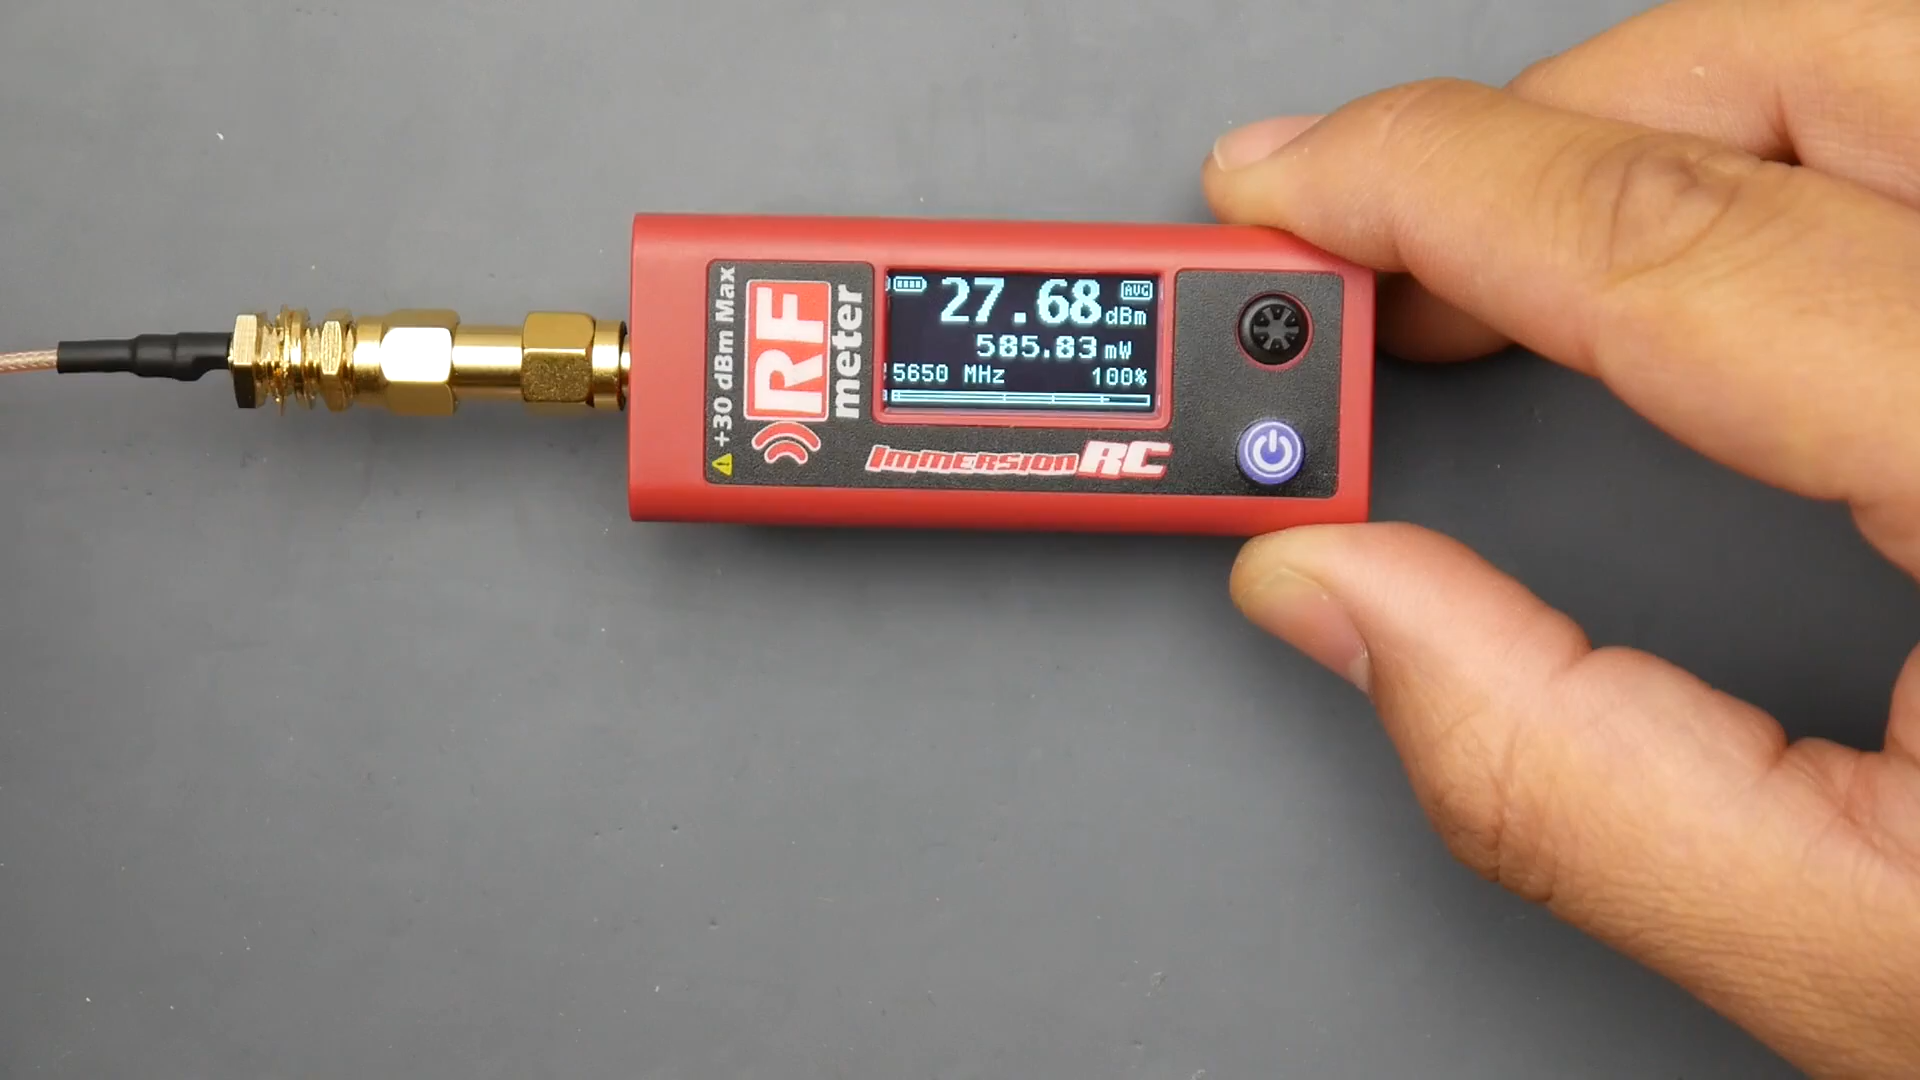 +30 dBm Max
RF
meter
AVG
27.68 dBm
585.83 mW
5650 MHz 100%
ImmersionRC